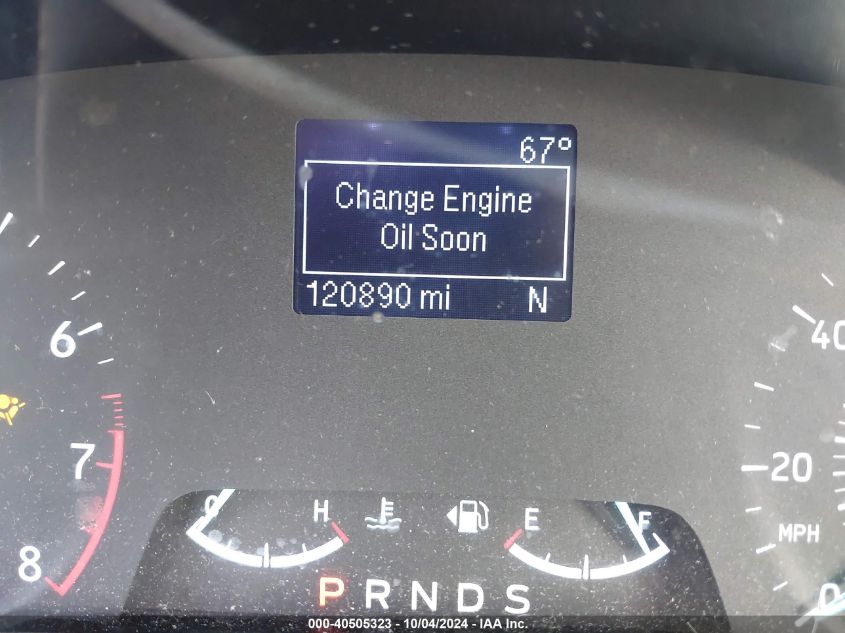 67°
Change Engine
Oil Soon
120890 mi N
6
7
8
40
20
MPH
0
C H
E F
P R N D S
000-40505323 - 10/04/2024 - IAA Inc.